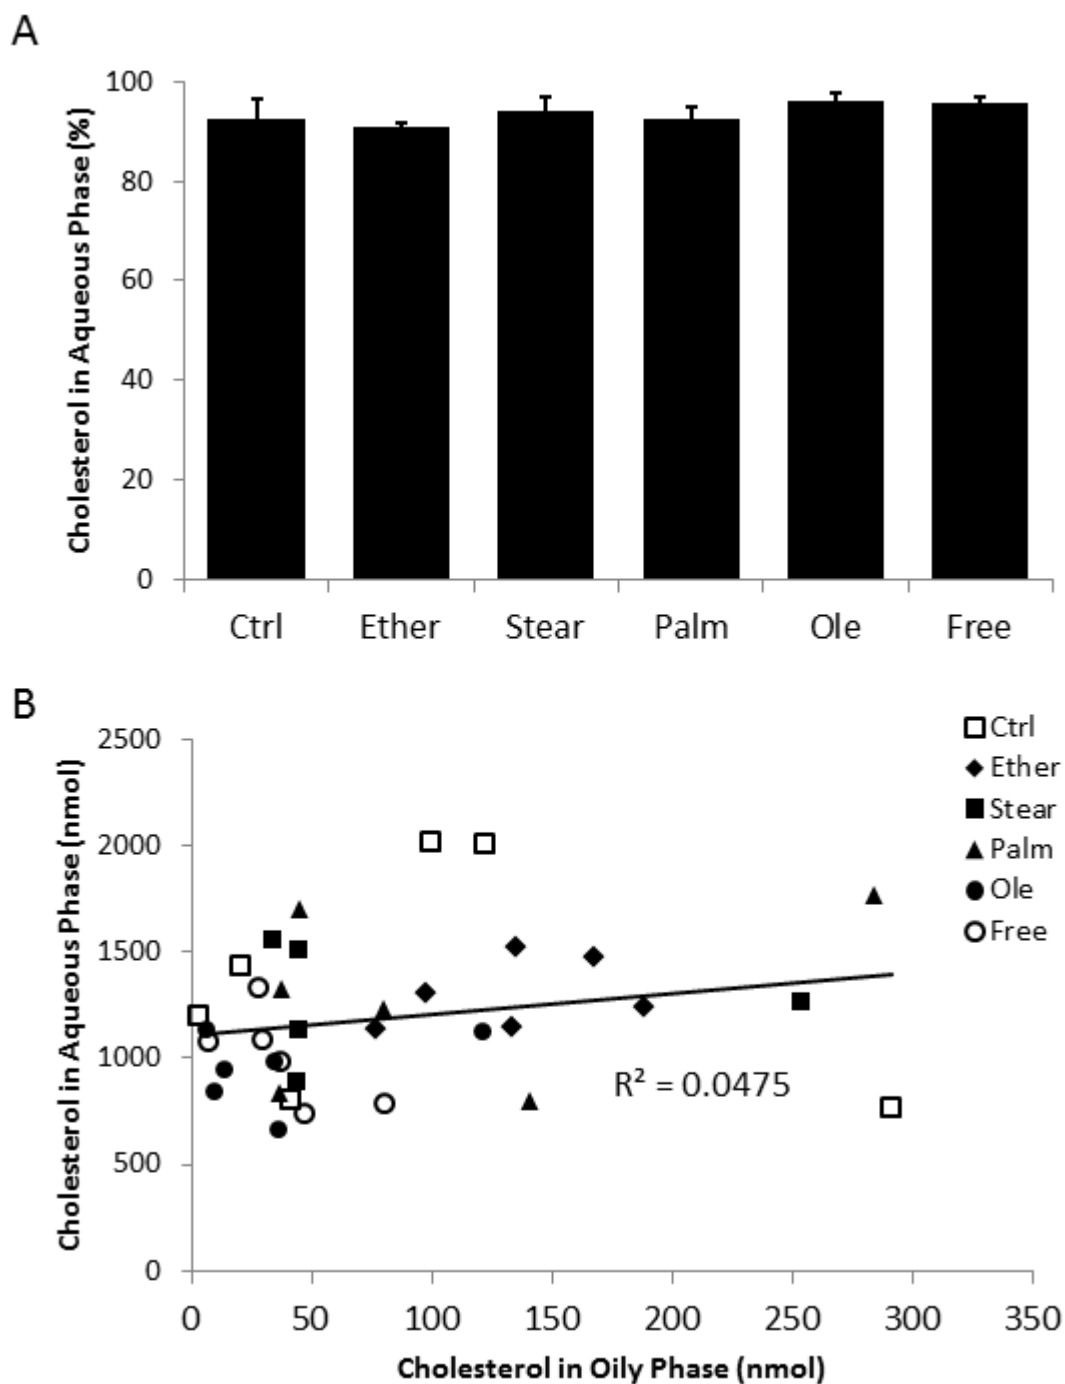 A
Cholesterol in Aqueous Phase (%)
100
80
60
40
20
0
Ctrl Ether Stear Palm Ole Free
B
Cholesterol in Aqueous Phase (nmol)
2500
2000
1500
1000
500
0
Ctrl
Ether
Stear
Palm
Ole
Free
R² = 0.0475
0 50 100 150 200 250 300 350
Cholesterol in Oily Phase (nmol)